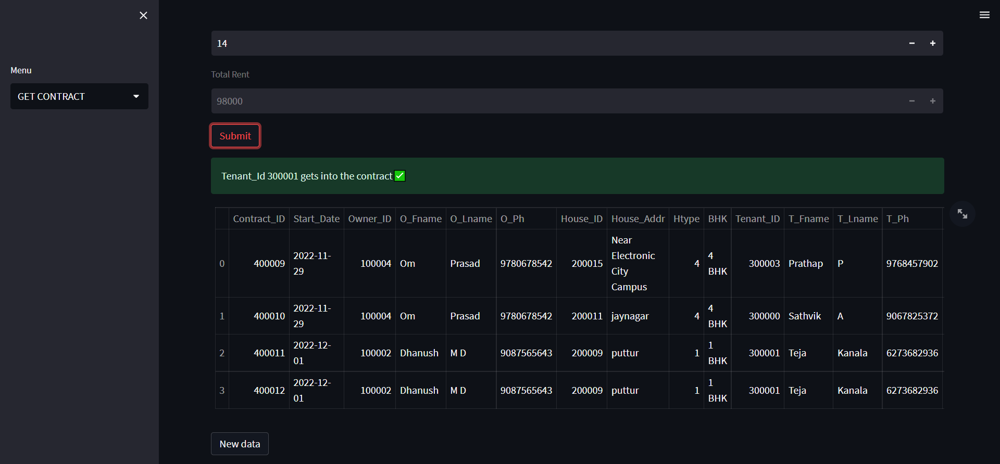 Menu
GET CONTRACT
14
Total Rent
98000
Submit
Tenant_Id 300001 gets into the contract ✅
Contract_ID Start_Date Owner_ID O_Fname O_Lname O_Ph House_ID House_Addr Htype BHK Tenant_ID T_Fname T_Lname T_Ph
0 400009 2022-11-29 100004 Om Prasad 9780678542 200015 Near Electronic City Campus 4 4 BHK 300003 Prathap P 9768457902
1 400010 2022-11-29 100004 Om Prasad 9780678542 200011 jaynagar 4 4 BHK 300000 Sathvik A 9067825372
2 400011 2022-12-01 100002 Dhanush M D 9087565643 200009 puttur 1 1 BHK 300001 Teja Kanala 6273682936
3 400012 2022-12-01 100002 Dhanush M D 9087565643 200009 puttur 1 1 BHK 300001 Teja Kanala 6273682936
New data